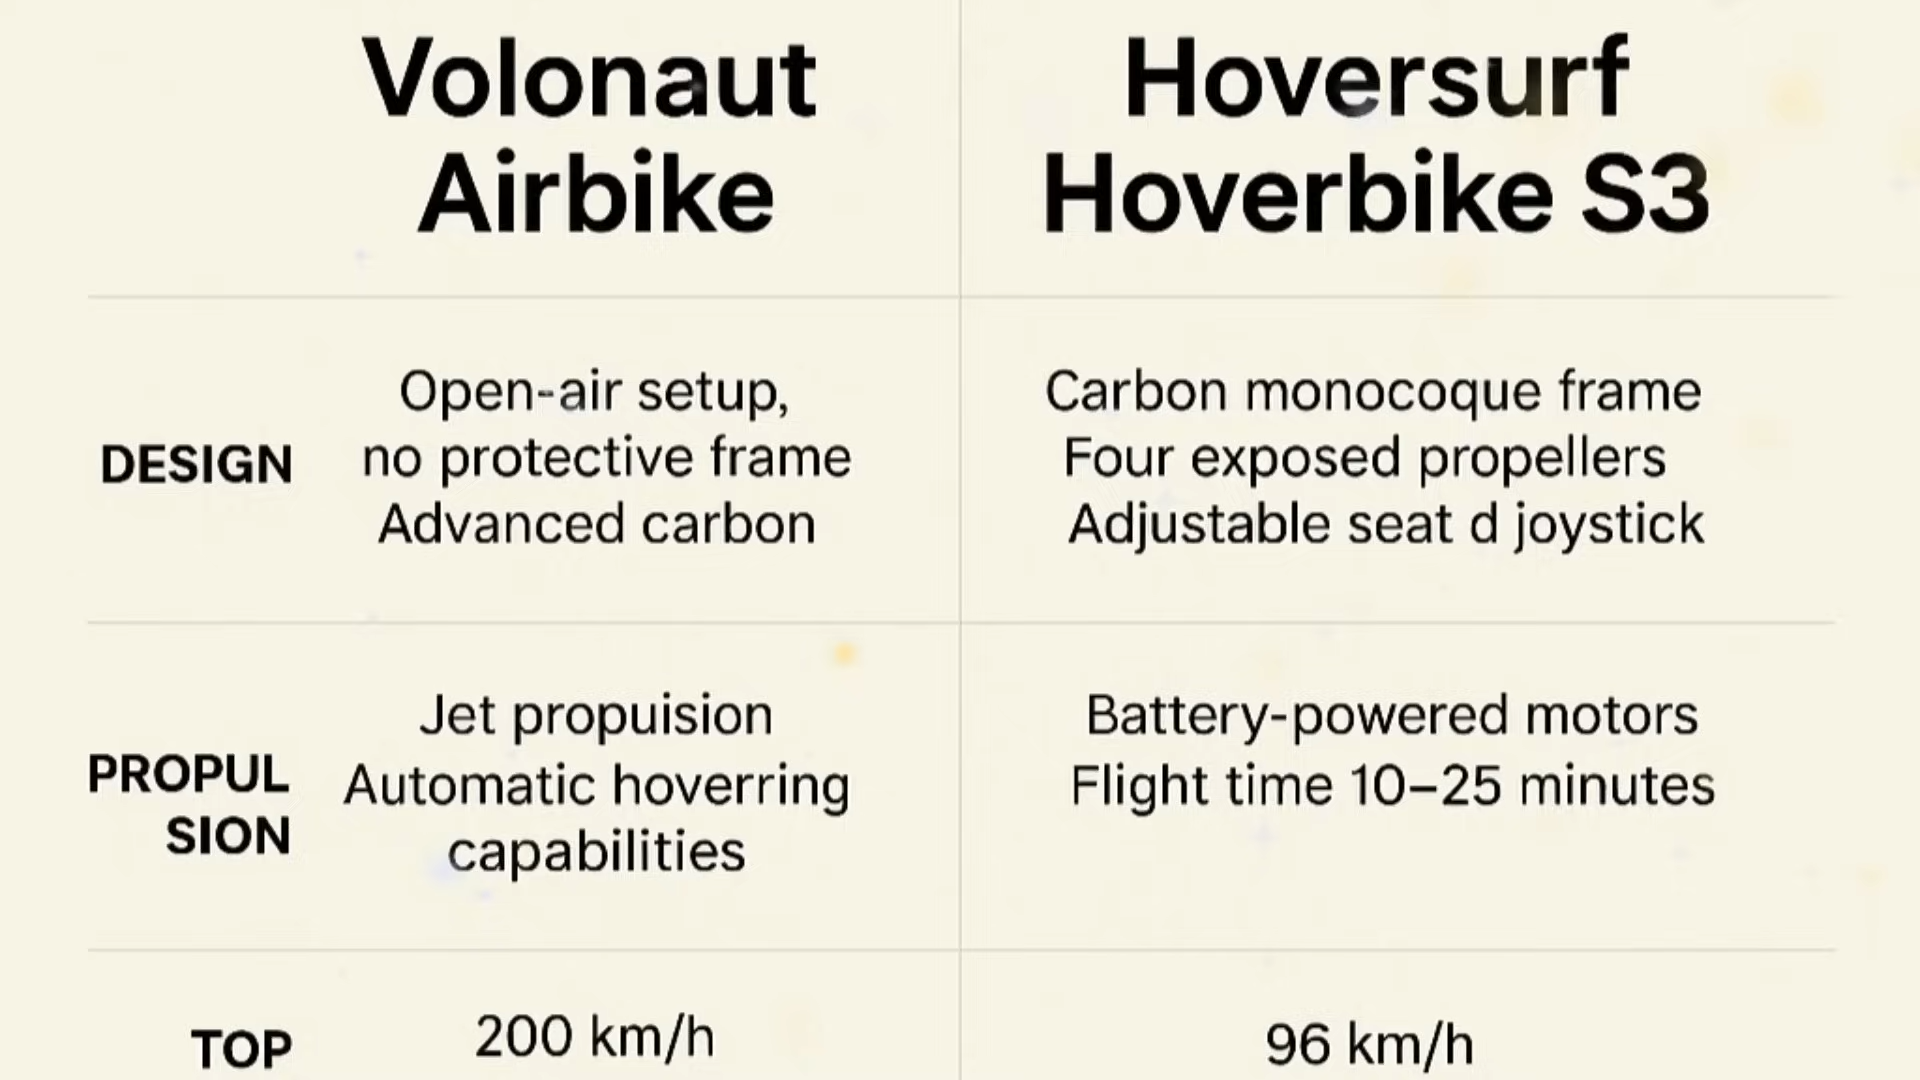 Volonaut
Airbike
Hoversurf
Hoverbike S3
DESIGN
Open-air setup,
no protective frame
Advanced carbon
Carbon monocoque frame
Four exposed propellers
Adjustable seat d joystick
PROPUL
SION
Jet propuision
Automatic hoverring
capabilities
Battery-powered motors
Flight time 10–25 minutes
TOP
200 km/h
96 km/h